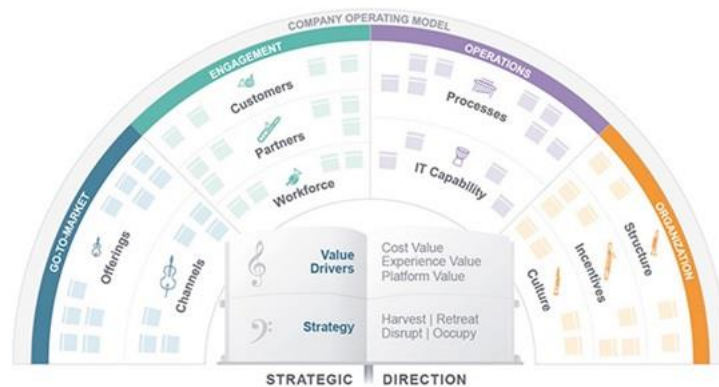 COMPANY OPERATING MODEL
ENGAGEMENT
OPERATIONS
Customers
Processes
Partners
IT Capability
Workforce
GO-TO-MARKET
ORGANIZATION
Offerings
Channels
Culture
Incentives
Structure
Value
Drivers
Cost Value
Experience Value
Platform Value
Strategy
Harvest | Retreat
Disrupt | Occupy
STRATEGIC DIRECTION